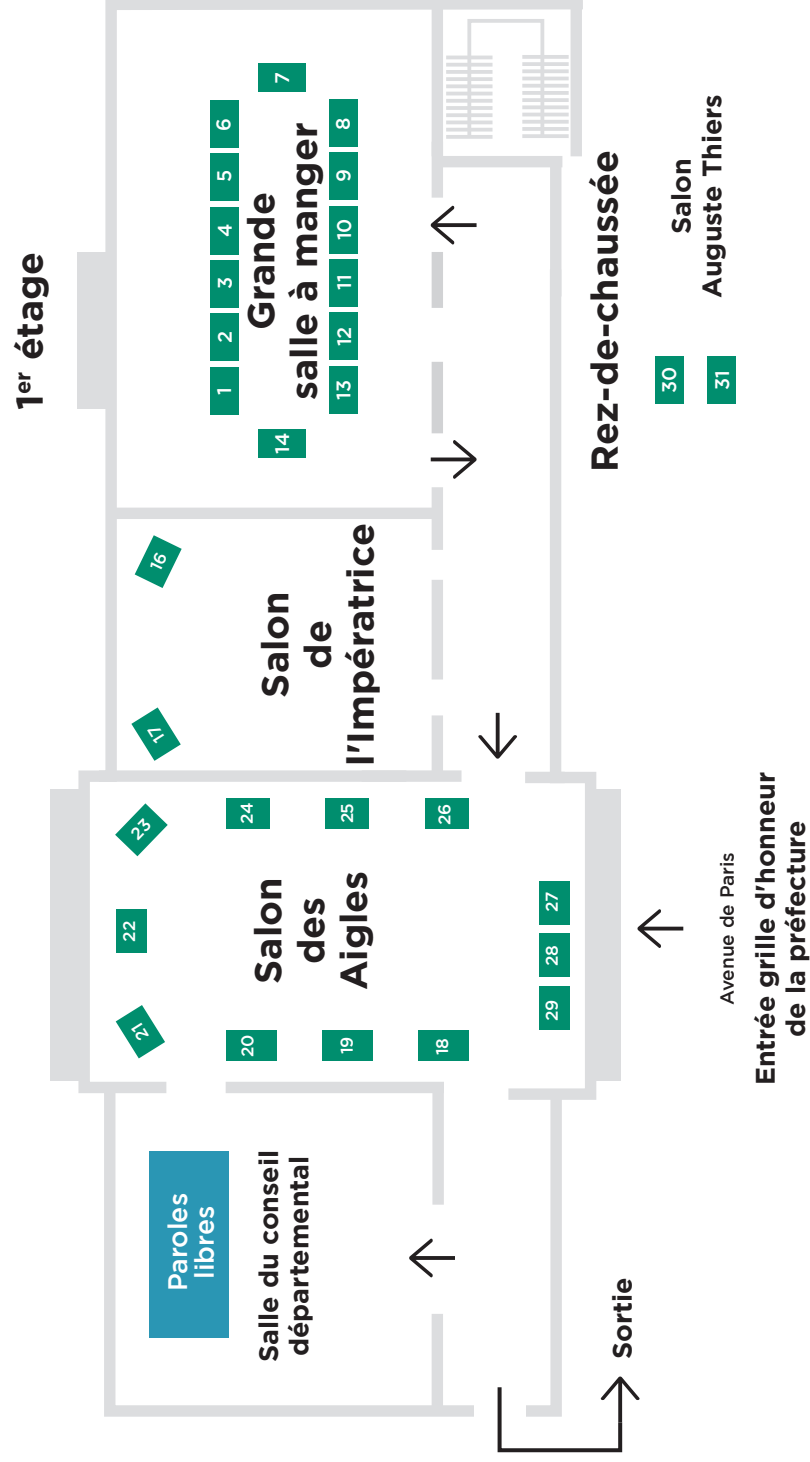 1er étage
Paroles
libres
Salle du conseil
départemental
Salon
des
Aigles
Salon
de
l'Impératrice
Grande
salle à manger
1
2
3
4
5
6
7
8
9
10
11
12
13
14
16
17
18
19
20
21
22
23
24
25
26
27
28
29
Sortie
Avenue de Paris
Entrée grille d'honneur
de la préfecture
Rez-de-chaussée
30
31
Salon
Auguste Thiers